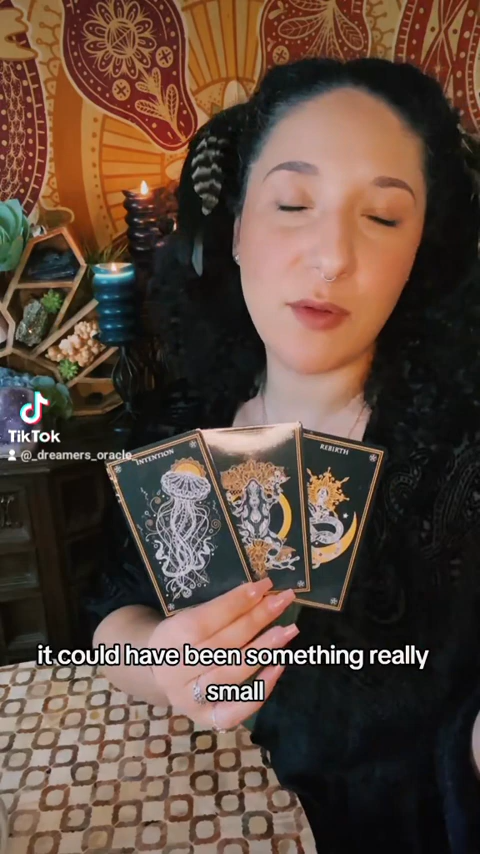 INTENTION
REBIRTH
TikTok
@_dreamers_oracle
it could have been something really
small